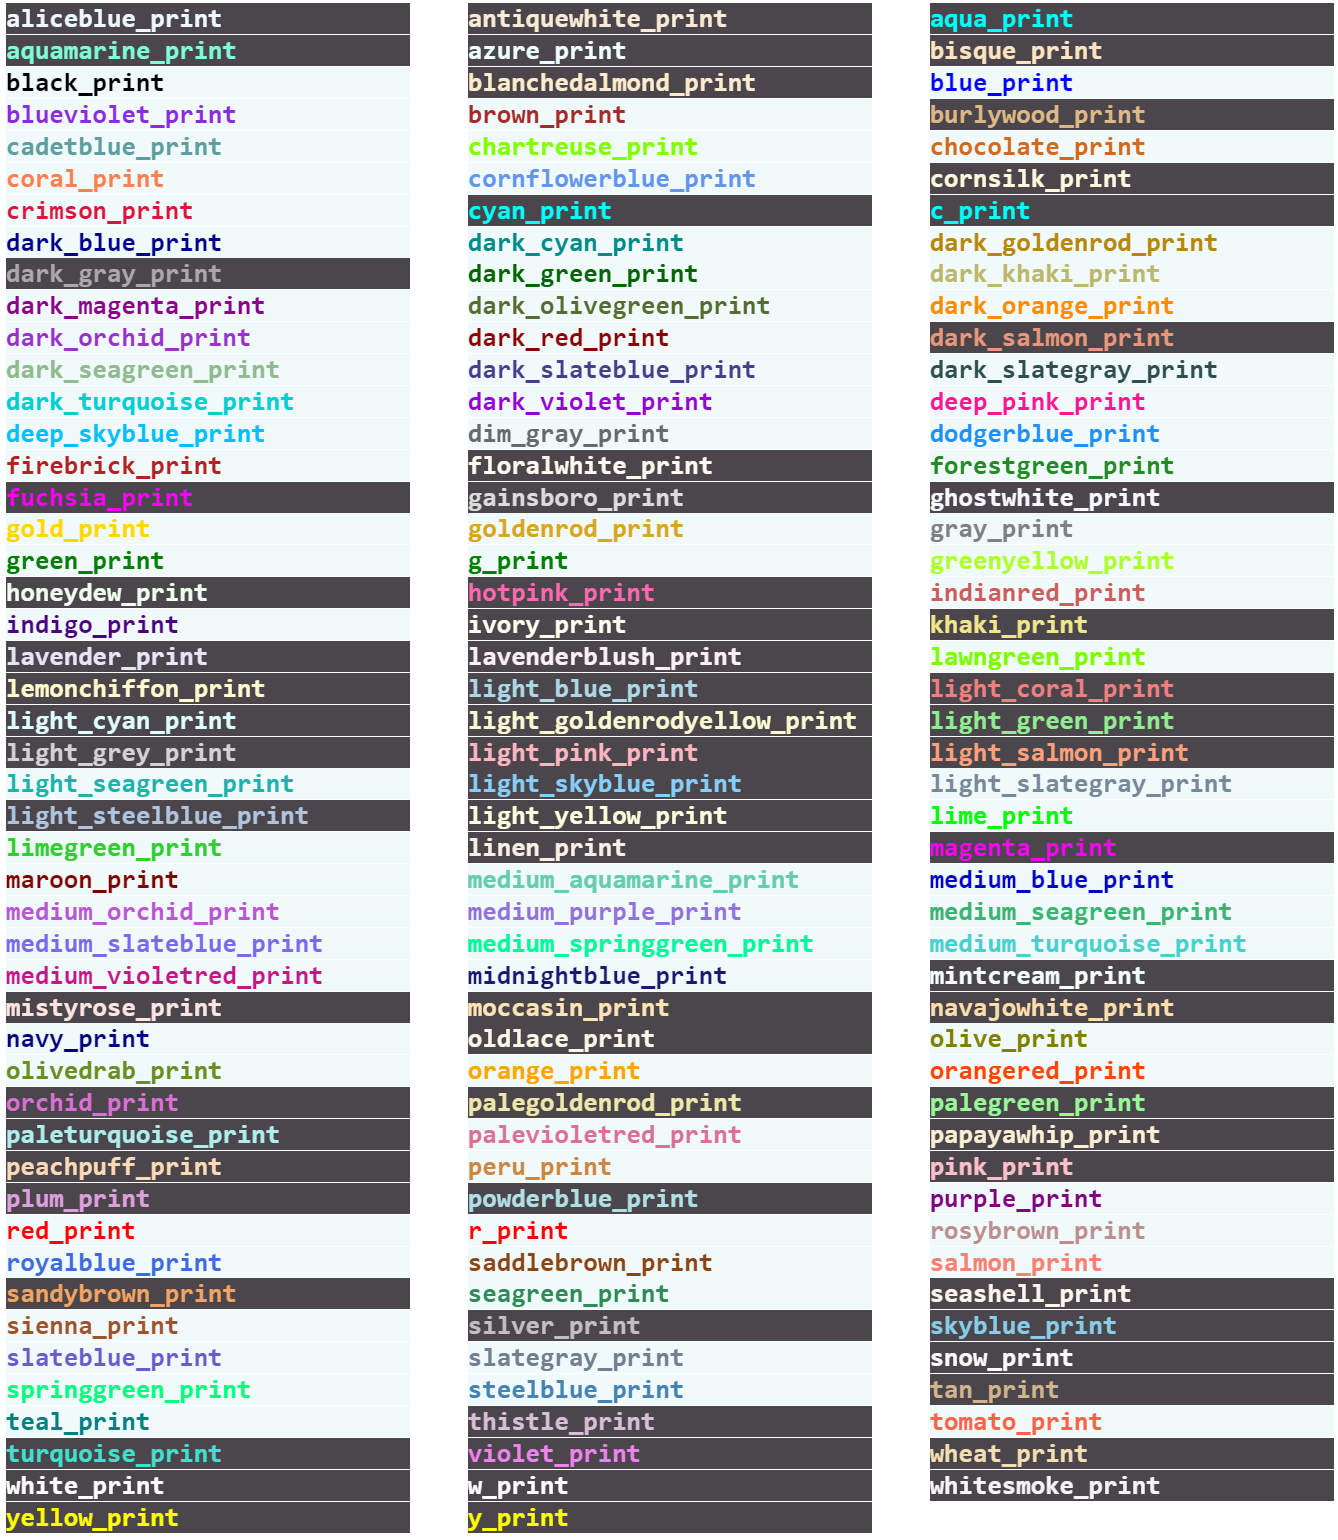 aliceblue_print antiquewhite_print aqua_print
aquamarine_print azure_print bisque_print
black_print blanchedalmond_print blue_print
blueviolet_print brown_print burlywood_print
cadetblue_print chartreuse_print chocolate_print
coral_print cornflowerblue_print cornsilk_print
crimson_print cyan_print c_print
dark_blue_print dark_cyan_print dark_goldenrod_print
dark_gray_print dark_green_print dark_khaki_print
dark_magenta_print dark_olivegreen_print dark_orange_print
dark_orchid_print dark_red_print dark_salmon_print
dark_seagreen_print dark_slateblue_print dark_slategray_print
dark_turquoise_print dark_violet_print deep_pink_print
deep_skyblue_print dim_gray_print dodgerblue_print
firebrick_print floralwhite_print forestgreen_print
fuchsia_print gainsboro_print ghostwhite_print
gold_print goldenrod_print gray_print
green_print g_print greenyellow_print
honeydew_print hotpink_print indianred_print
indigo_print ivory_print khaki_print
lavender_print lavenderblush_print lawngreen_print
lemonchiffon_print light_blue_print light_coral_print
light_cyan_print light_goldenrodyellow_print light_green_print
light_grey_print light_pink_print light_salmon_print
light_seagreen_print light_skyblue_print light_slategray_print
light_steelblue_print light_yellow_print lime_print
limegreen_print linen_print magenta_print
maroon_print medium_aquamarine_print medium_blue_print
medium_orchid_print medium_purple_print medium_seagreen_print
medium_slateblue_print medium_springgreen_print medium_turquoise_print
medium_violetred_print midnightblue_print mintcream_print
mistyrose_print moccasin_print navajowhite_print
navy_print oldlace_print olive_print
olivedrab_print orange_print orangered_print
orchid_print palegoldenrod_print palegreen_print
paleturquoise_print palevioletred_print papayawhip_print
peachpuff_print peru_print pink_print
plum_print powderblue_print purple_print
red_print r_print rosybrown_print
royalblue_print saddlebrown_print salmon_print
sandybrown_print seagreen_print seashell_print
sienna_print silver_print skyblue_print
slateblue_print slategray_print snow_print
springgreen_print steelblue_print tan_print
teal_print thistle_print tomato_print
turquoise_print violet_print wheat_print
white_print w_print whitesmoke_print
yellow_print y_print